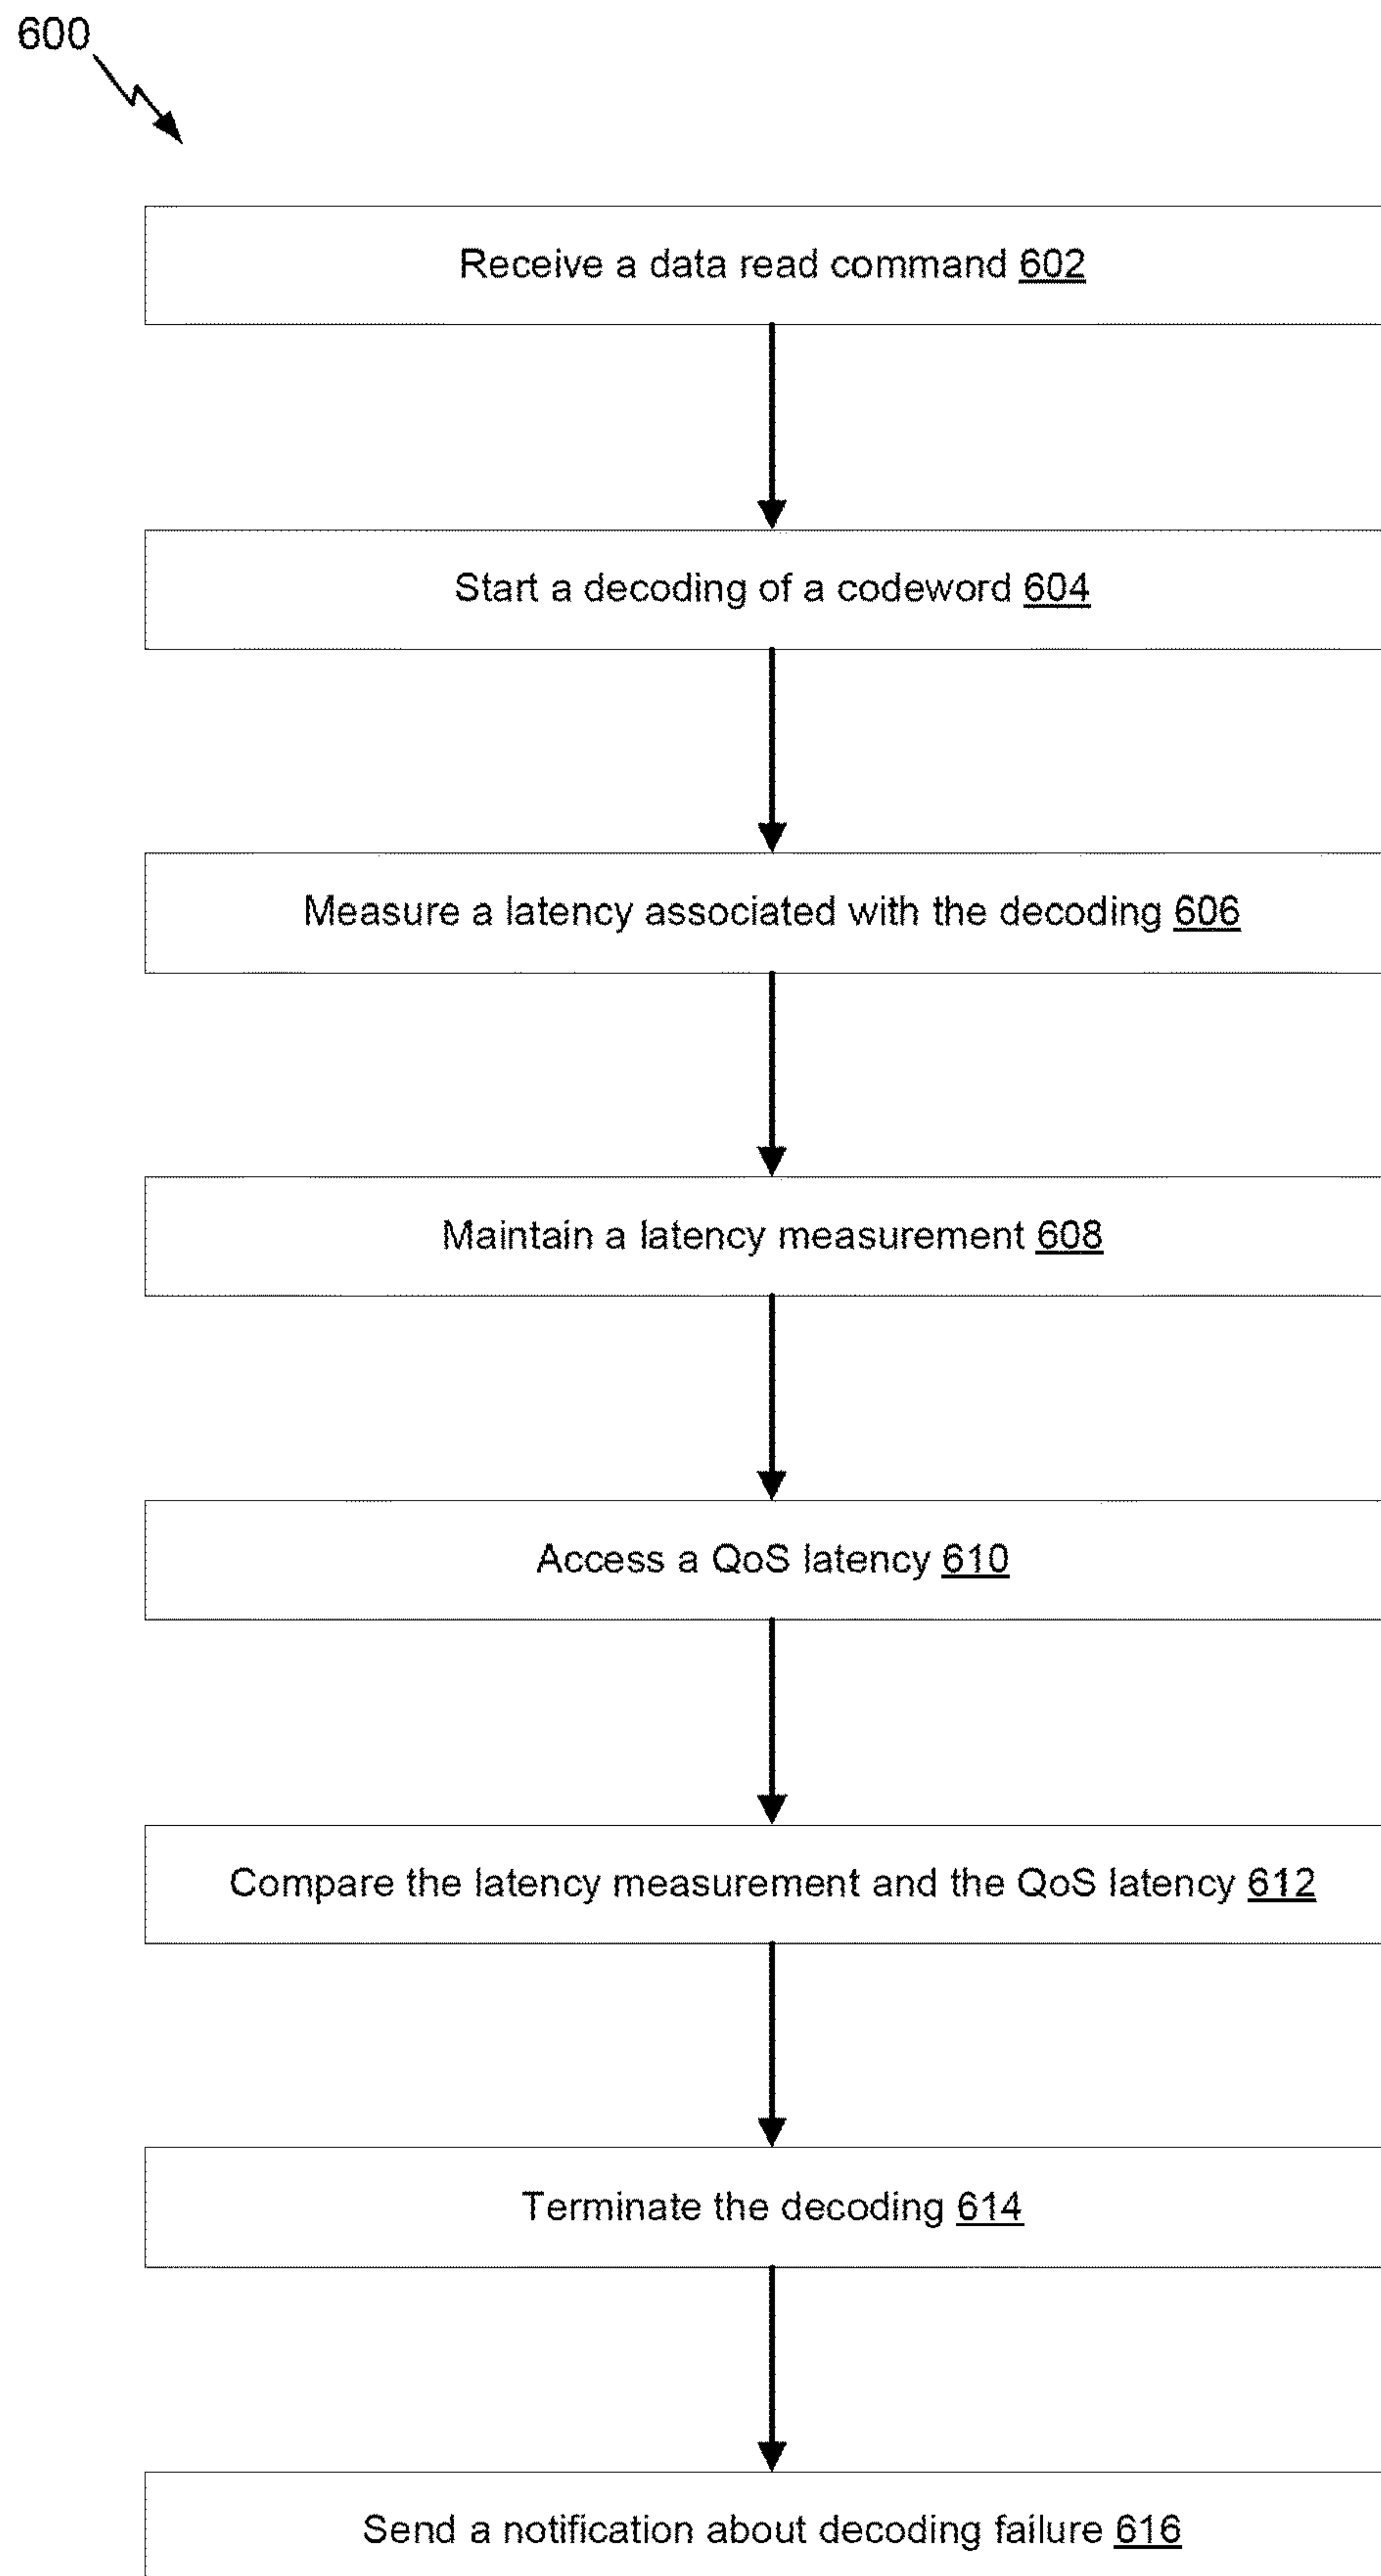 600
Receive a data read command 602
Start a decoding of a codeword 604
Measure a latency associated with the decoding 606
Maintain a latency measurement 608
Access a QoS latency 610
Compare the latency measurement and the QoS latency 612
Terminate the decoding 614
Send a notification about decoding failure 616